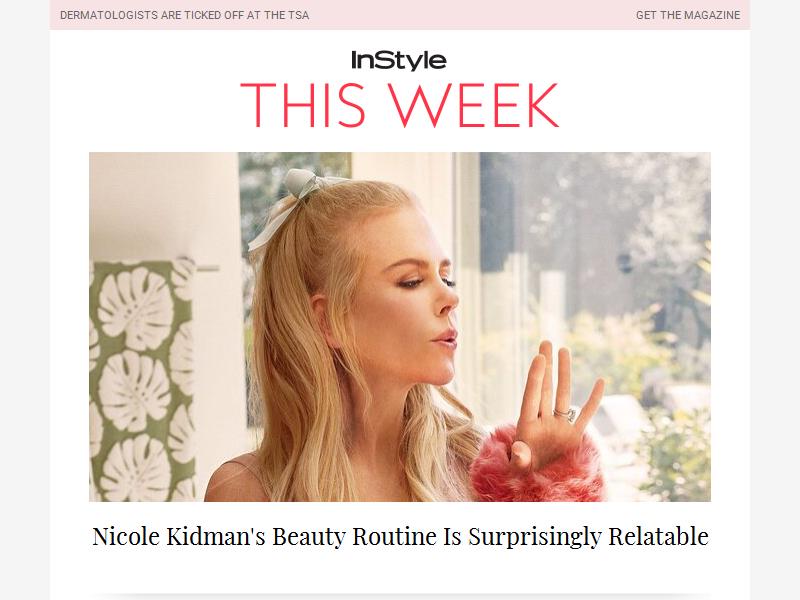 DERMATOLOGISTS ARE TICKED OFF AT THE TSA
GET THE MAGAZINE
InStyle
THIS WEEK
Nicole Kidman's Beauty Routine Is Surprisingly Relatable